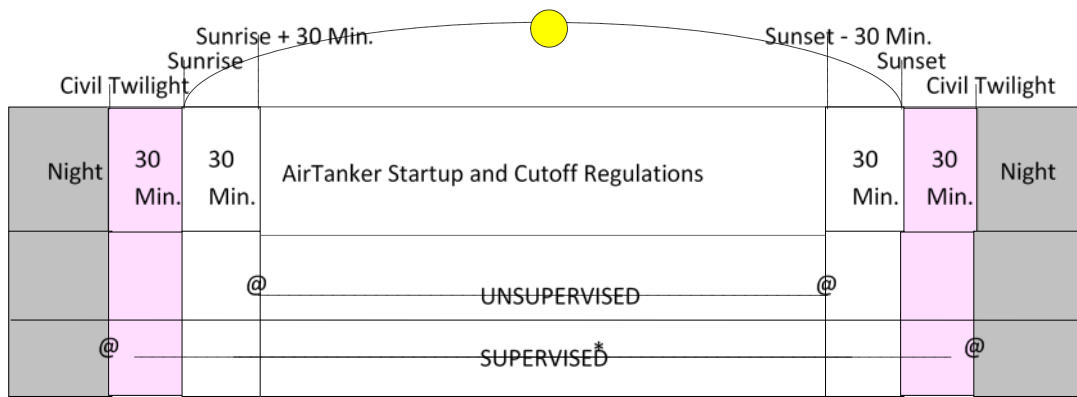 Sunrise + 30 Min.
Sunset - 30 Min.
Sunrise
Sunset
Civil Twilight
Civil Twilight
Night
30
Min.
30
Min.
AirTanker Startup and Cutoff Regulations
30
Min.
30
Min.
Night
@
UNSUPERVISED
@
@
SUPERVISED*
@